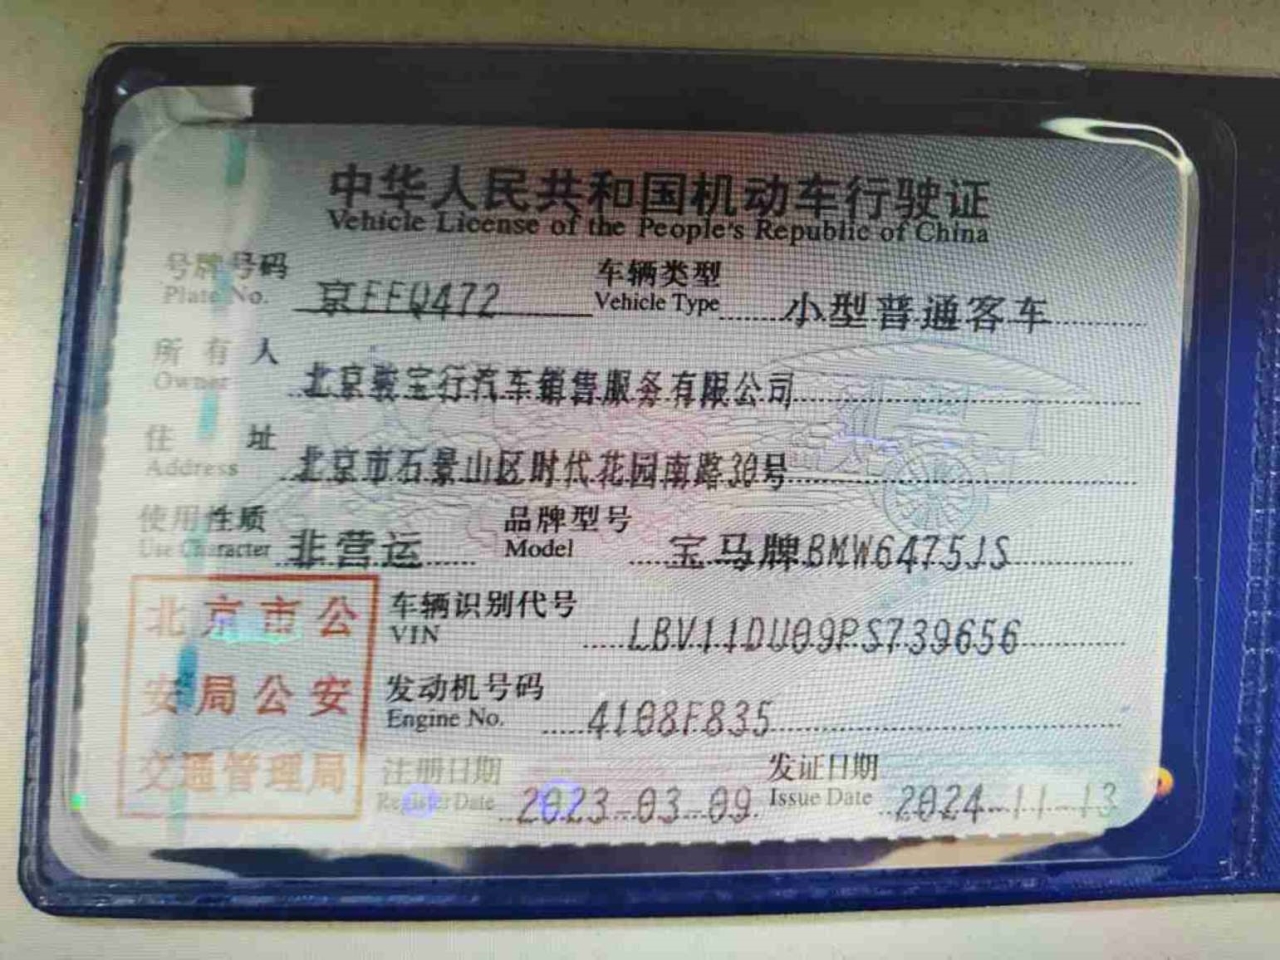 中华人民共和国机动车行驶证
Vehicle License of the People's Republic of China
号牌号码 京FFQ472 车辆类型 小型普通客车
Plate No. Vehicle Type
所有人 北京骏宝行汽车销售服务有限公司
Owner
住址 北京市石景山区时代花园南路30号
Address
使用性质 非营运 品牌型号 宝马牌BMW6475JS
Use Character Model
北京市公
安局公安
交通管理局
车辆识别代号 LBV11DU09PS739656
VIN
发动机号码 4108F835
Engine No.
注册日期 2023-03-09 发证日期 2024-11-13
Register Date Issue Date